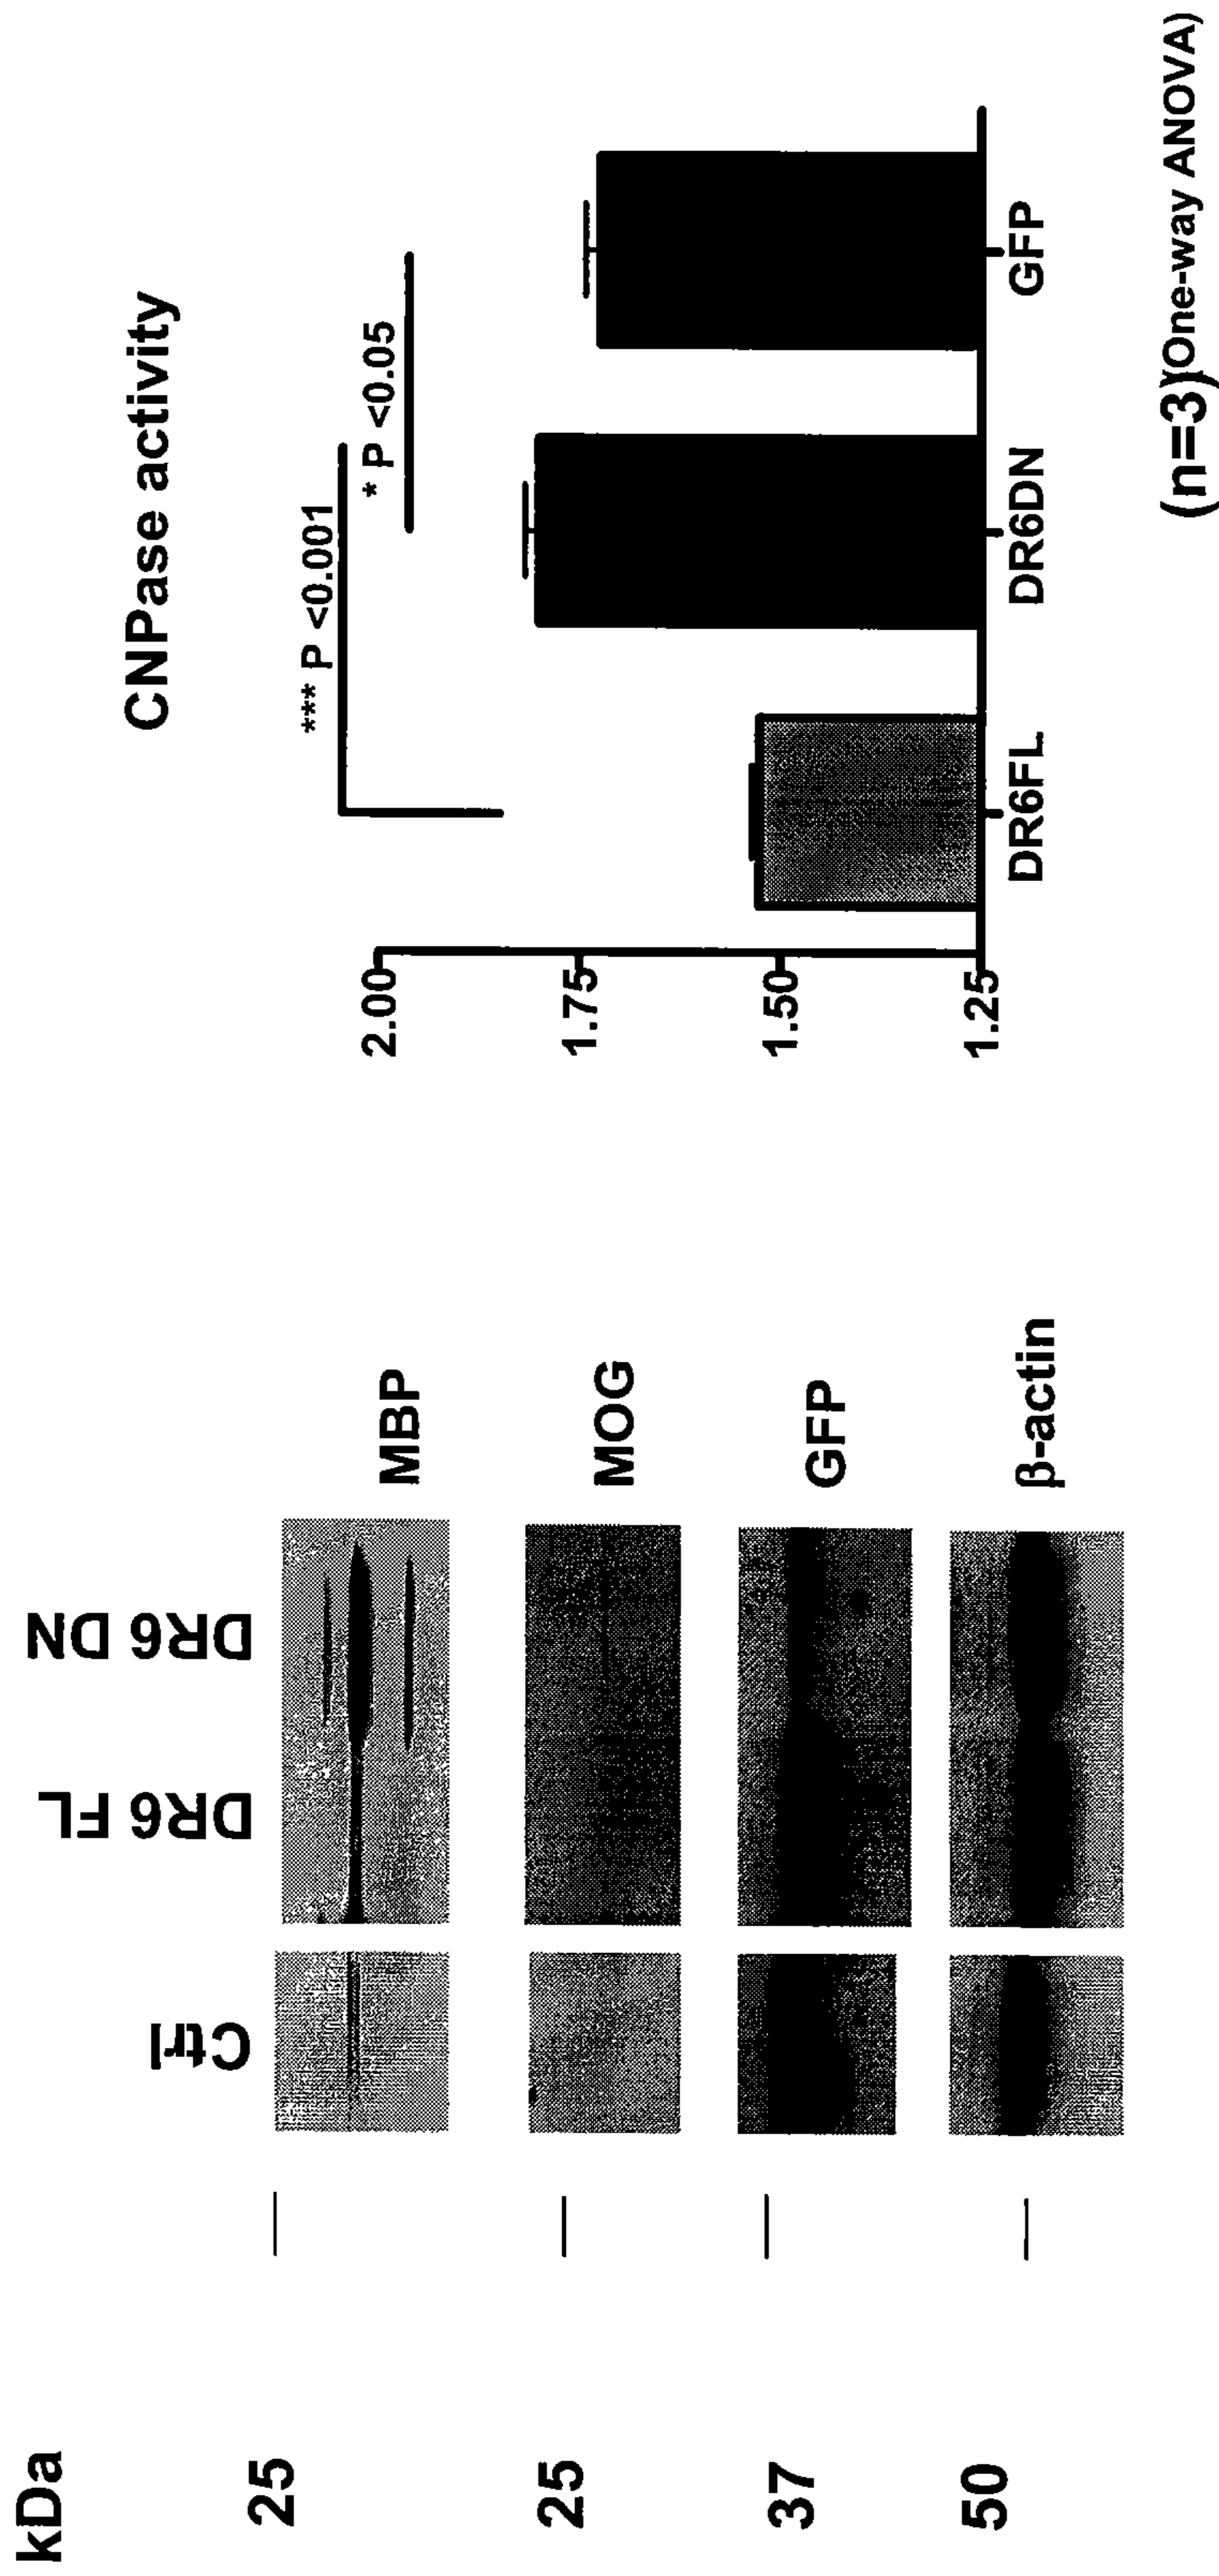 kDa
Ctrl
DR6 FL
DR6 DN
25
MBP
25
MOG
37
GFP
50
β-actin
CNPase activity
*** P <0.001
* P <0.05
2.00
1.75
1.50
1.25
DR6FL
DR6DN
GFP
(n=3)(One-way ANOVA)